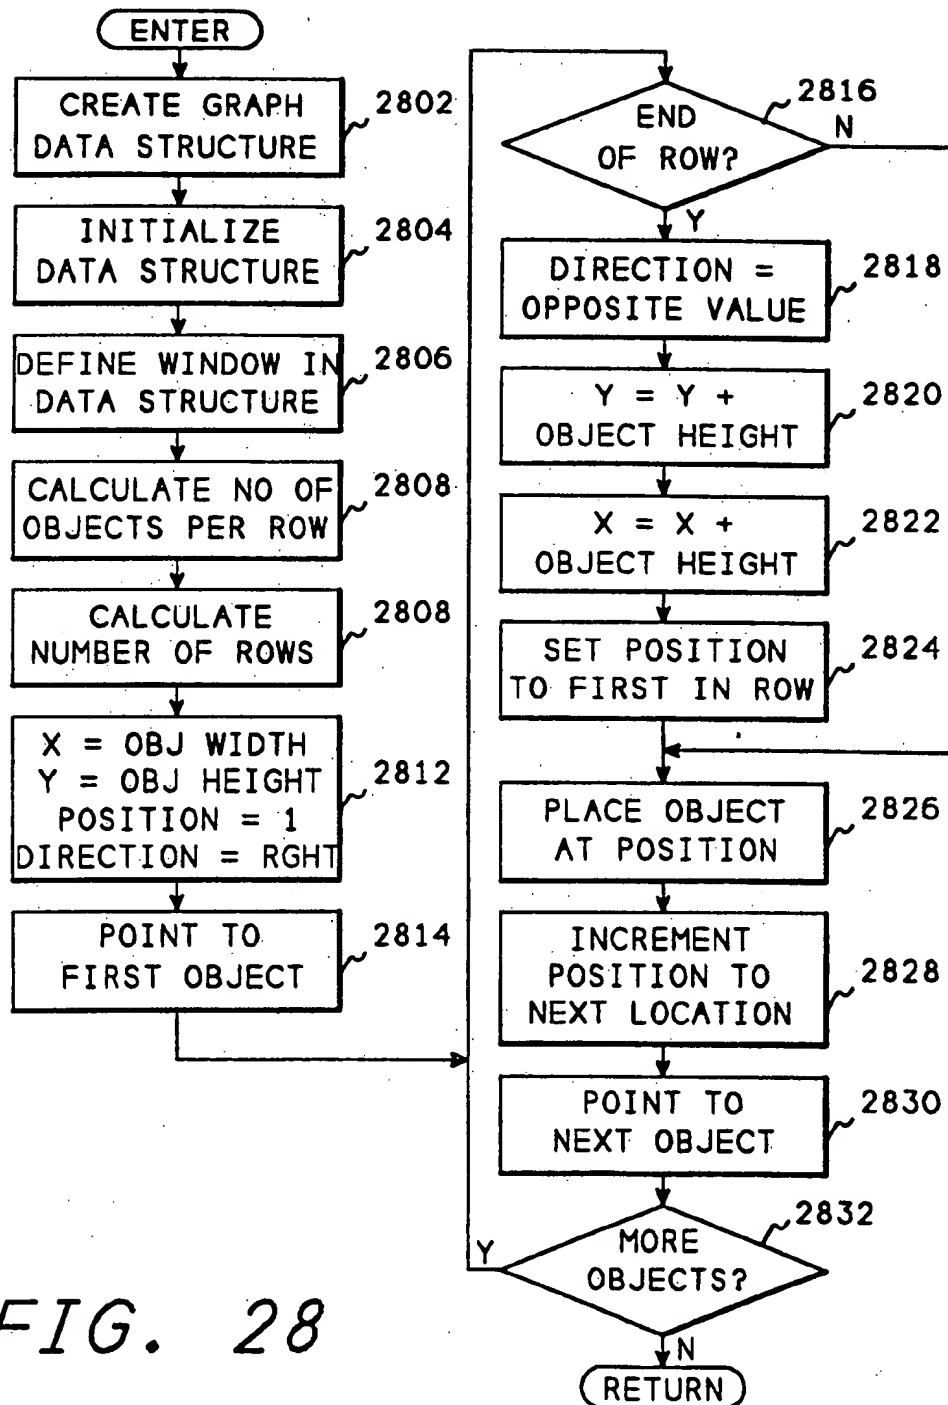 ENTER
CREATE GRAPH
DATA STRUCTURE
2802
INITIALIZE
DATA STRUCTURE
2804
DEFINE WINDOW IN
DATA STRUCTURE
2806
CALCULATE NO OF
OBJECTS PER ROW
2808
CALCULATE
NUMBER OF ROWS
2808
X = OBJ WIDTH
Y = OBJ HEIGHT
POSITION = 1
DIRECTION = RGHT
2812
POINT TO
FIRST OBJECT
2814
END
OF ROW?
2816
N
Y
DIRECTION =
OPPOSITE VALUE
2818
Y = Y +
OBJECT HEIGHT
2820
X = X +
OBJECT HEIGHT
2822
SET POSITION
TO FIRST IN ROW
2824
PLACE OBJECT
AT POSITION
2826
INCREMENT
POSITION TO
NEXT LOCATION
2828
POINT TO
NEXT OBJECT
2830
MORE
OBJECTS?
2832
Y
N
RETURN
FIG. 28